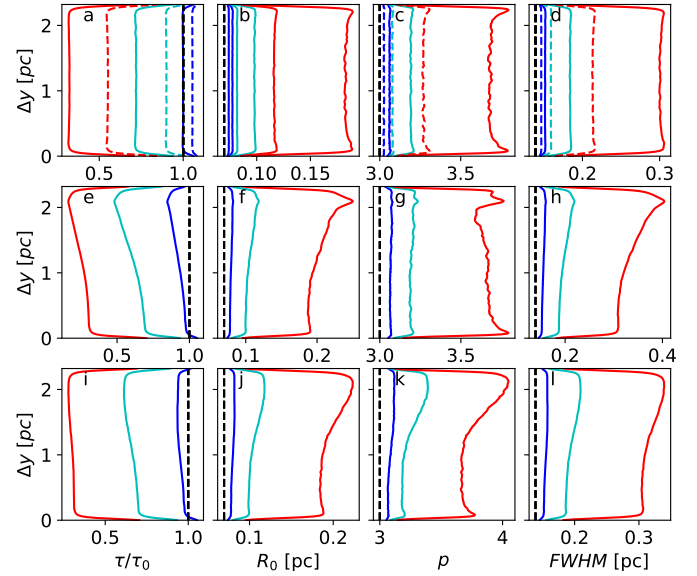 a b c d
Δy [pc]
2
1
0
0.5 1.0 0.10 0.15 3.0 3.5 0.2 0.3
e f g h
Δy [pc]
2
1
0
0.5 1.0 0.1 0.2 3.0 3.5 0.2 0.4
i j k l
Δy [pc]
2
1
0
0.5 1.0 0.1 0.2 3 4 0.2 0.3
τ/τ₀ R₀ [pc] p FWHM [pc]